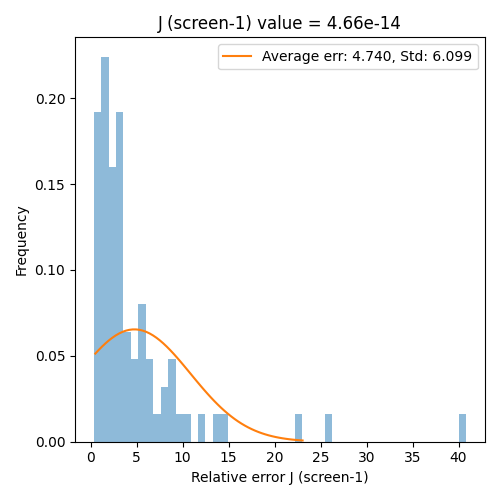 J (screen-1) value = 4.66e-14
Average err: 4.740, Std: 6.099
Frequency
0.20
0.15
0.10
0.05
0.00
0 5 10 15 20 25 30 35 40
Relative error J (screen-1)